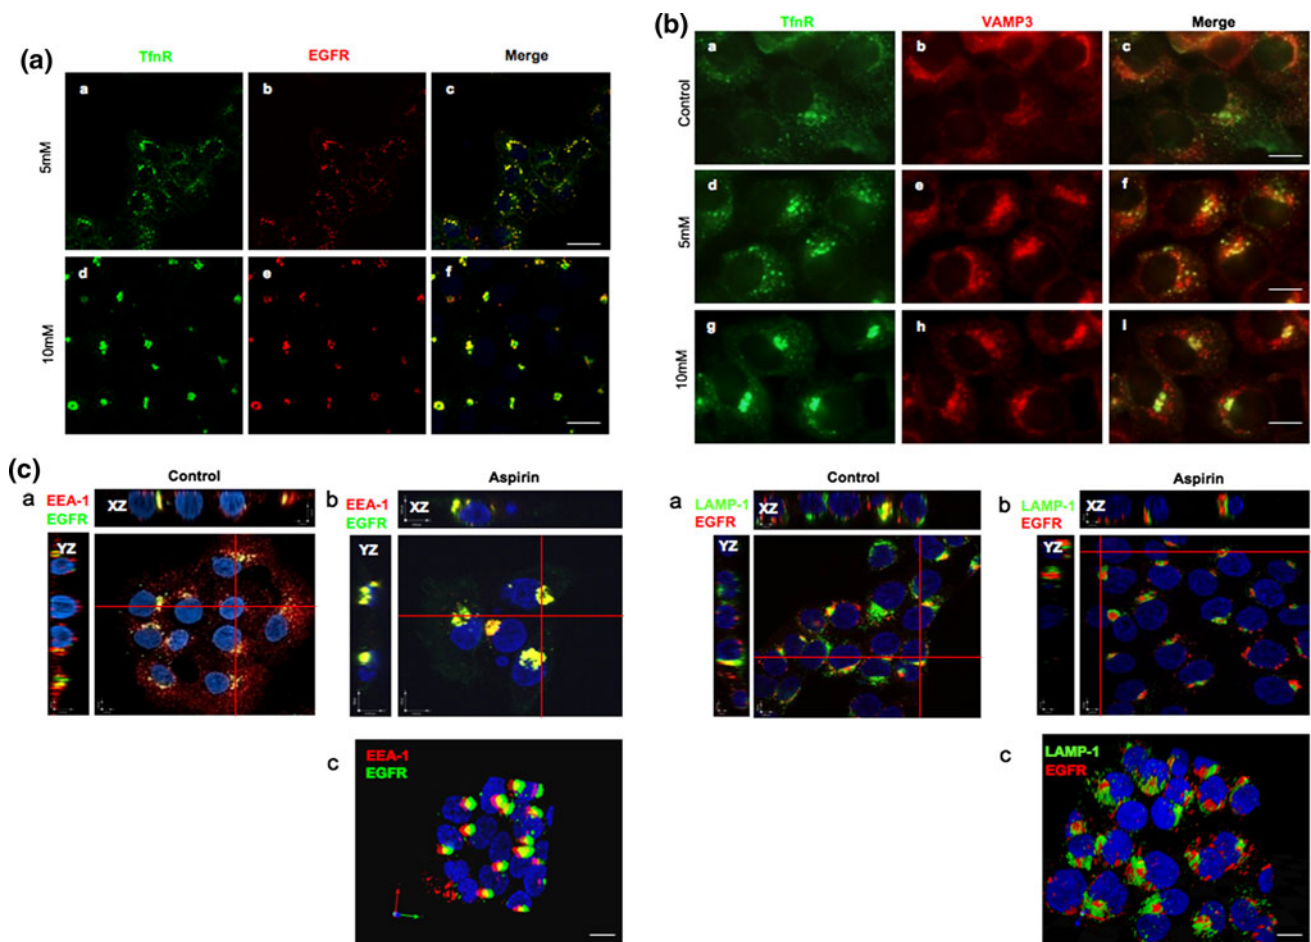 (a)
TfnR EGFR Merge
5mM
a b c
10mM
d e f
(b)
TfnR VAMP3 Merge
Control
a b c
5mM
d e f
10mM
g h I
(c)
Control Aspirin
a EEA-1 EGFR XZ YZ
b EEA-1 EGFR XZ YZ
c EEA-1 EGFR
Control Aspirin
a LAMP-1 EGFR XZ YZ
b LAMP-1 EGFR XZ YZ
c LAMP-1 EGFR